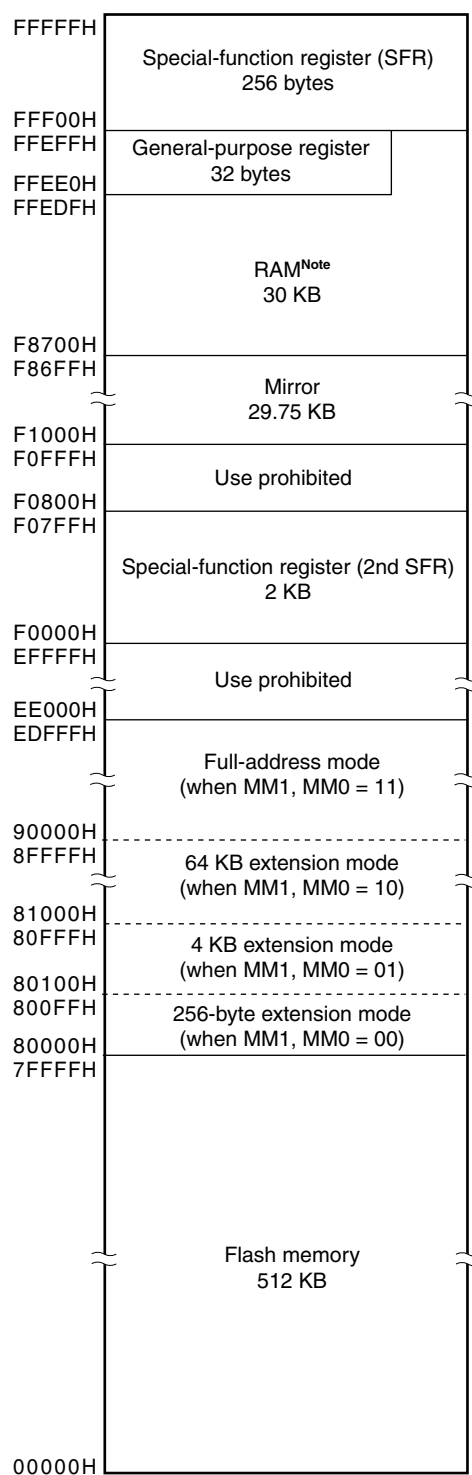 FFFFFH
Special-function register (SFR)
256 bytes
FFF00H
FFEFFH
General-purpose register
32 bytes
FFEE0H
FFEDFH
RAMNote
30 KB
F8700H
F86FFH
Mirror
29.75 KB
F1000H
F0FFFH
Use prohibited
F0800H
F07FFH
Special-function register (2nd SFR)
2 KB
F0000H
EFFFFH
Use prohibited
EE000H
EDFFFH
Full-address mode
(when MM1, MM0 = 11)
90000H
8FFFFH
64 KB extension mode
(when MM1, MM0 = 10)
81000H
80FFFH
4 KB extension mode
(when MM1, MM0 = 01)
80100H
800FFH
256-byte extension mode
(when MM1, MM0 = 00)
80000H
7FFFFH
Flash memory
512 KB
00000H